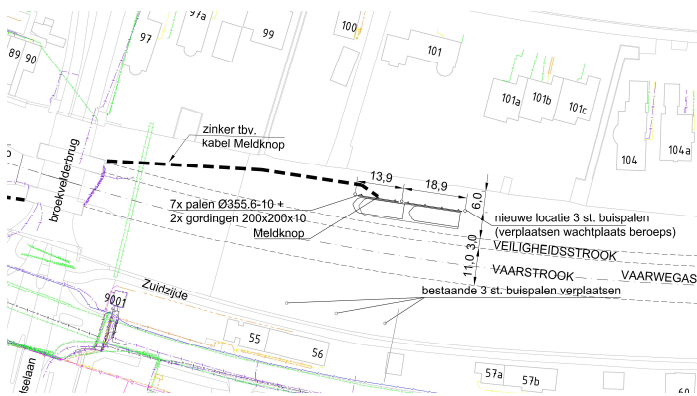 97
97a
99
100
101
89
90
101a
101b
101c
104
104a
zinker tbv.
kabel Meldknop
broekvelderbrug
13,9
18,9
6,0
7x palen Ø355.6-10 +
2x gordingen 200x200x10
Meldknop
nieuwe locatie 3 st. buispalen
(verplaatsen wachtplaats beroeps)
3,0
VEILIGHEIDSSTROOK
11,0
VAARSTROOK
VAARWEGAS
bestaande 3 st. buispalen verplaatsen
Zuidzijde
9001
55
56
57a
57b
60